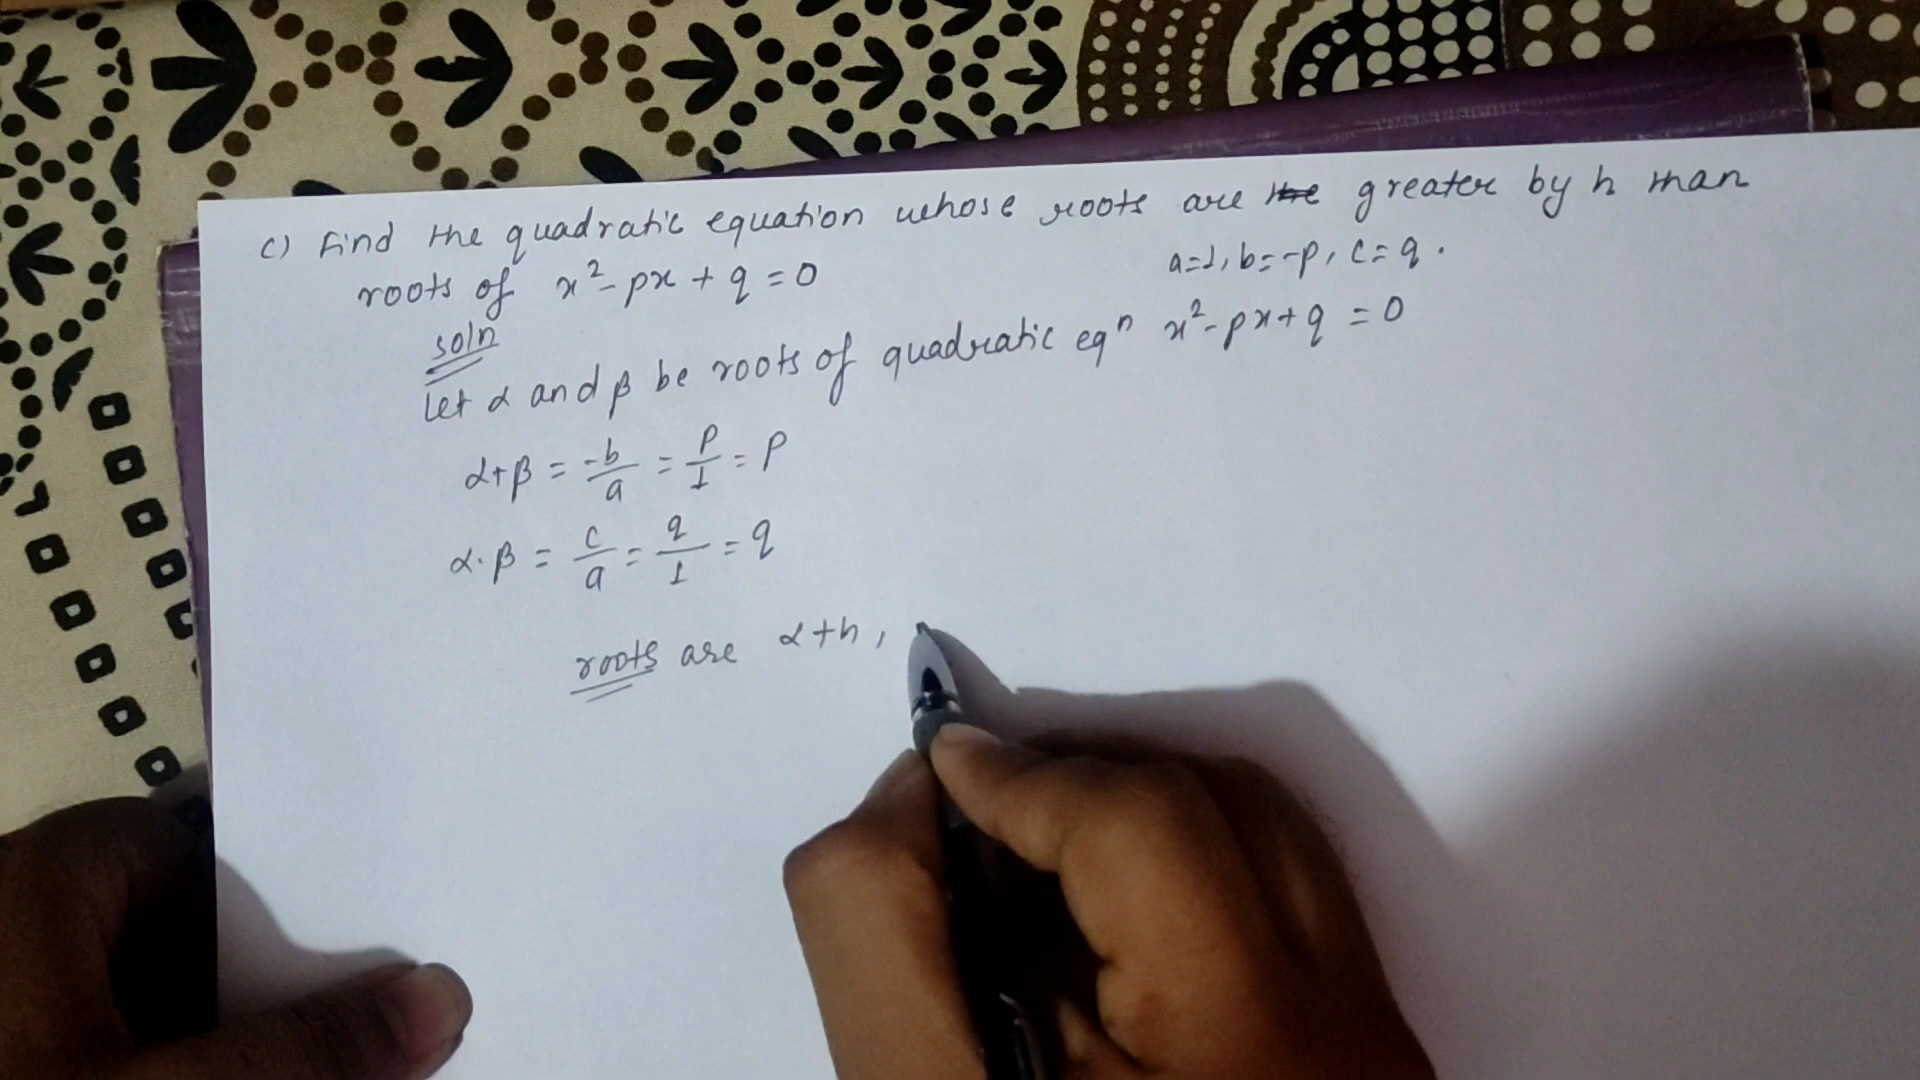 c) Find the quadratic equation whose roots are the greater by h than
roots of x² - px + q = 0
a=1, b=-p, c=q.
soln
Let α and β be roots of quadratic eqⁿ x² - px + q = 0
α+β = -b/a = p/1 = p
α.β = c/a = q/1 = q
roots are α+h,